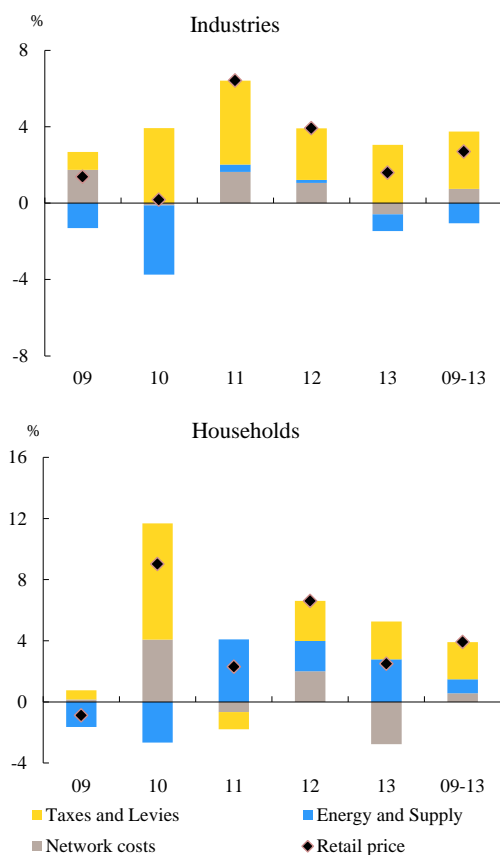 Industries
%
8
4
0
-4
-8
09 10 11 12 13 09-13
Households
%
16
12
8
4
0
-4
09 10 11 12 13 09-13
Taxes and Levies Energy and Supply
Network costs Retail price